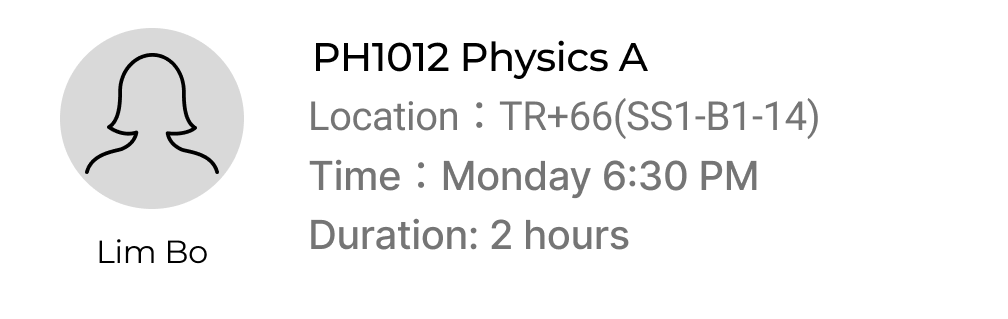 PH1012 Physics A
Location：TR+66(SS1-B1-14)
Time：Monday 6:30 PM
Duration: 2 hours
Lim Bo